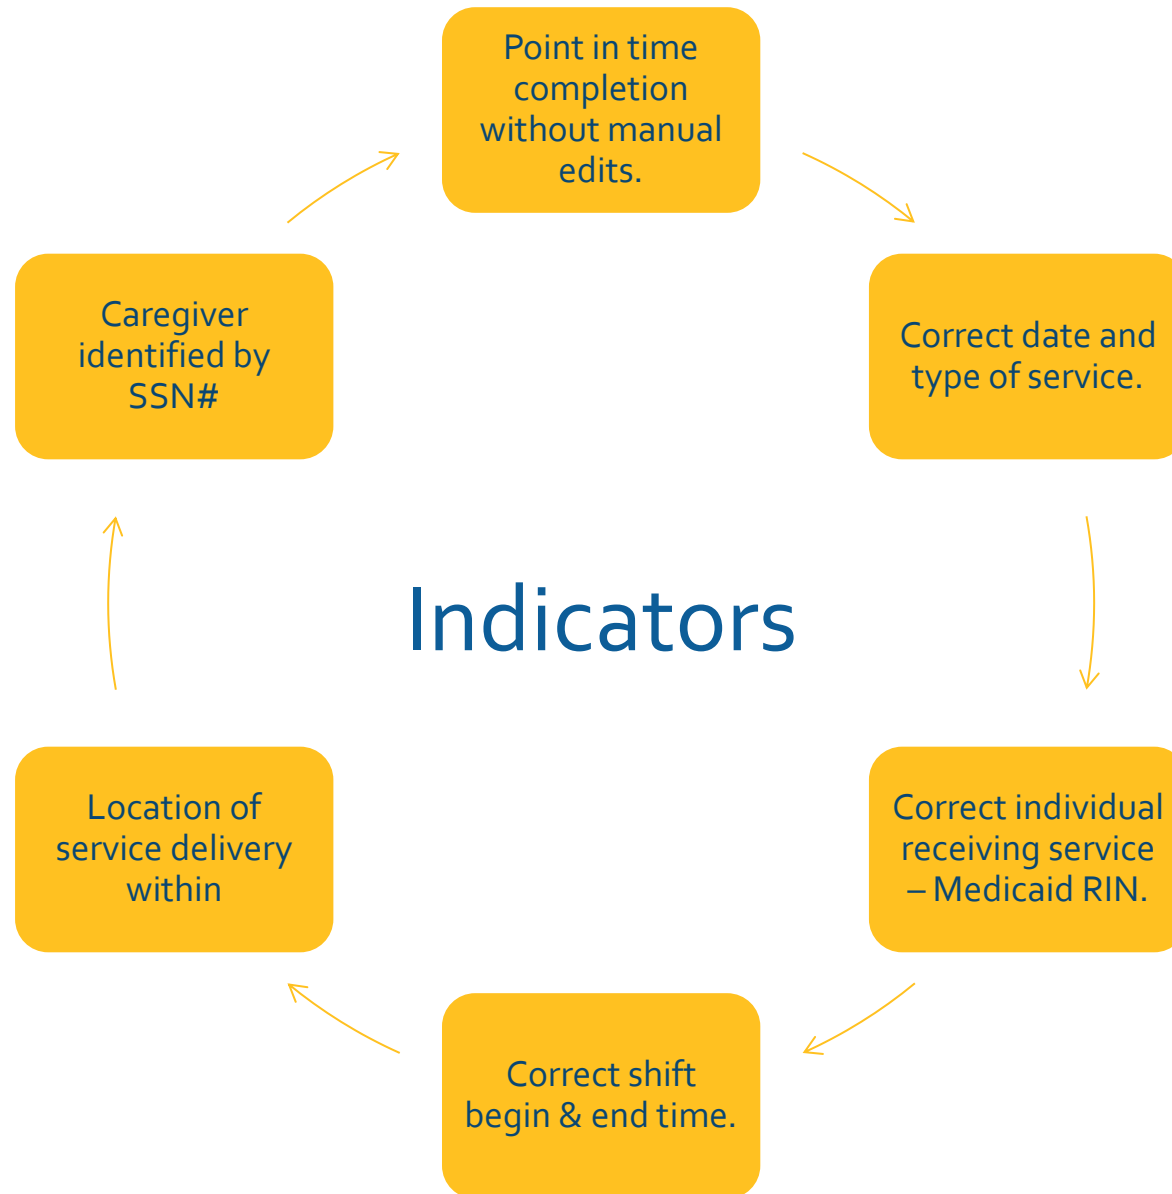 Point in time
completion
without manual
edits.
Correct date and
type of service.
Correct individual
receiving service
– Medicaid RIN.
Correct shift
begin & end time.
Location of
service delivery
within
Caregiver
identified by
SSN#
Indicators